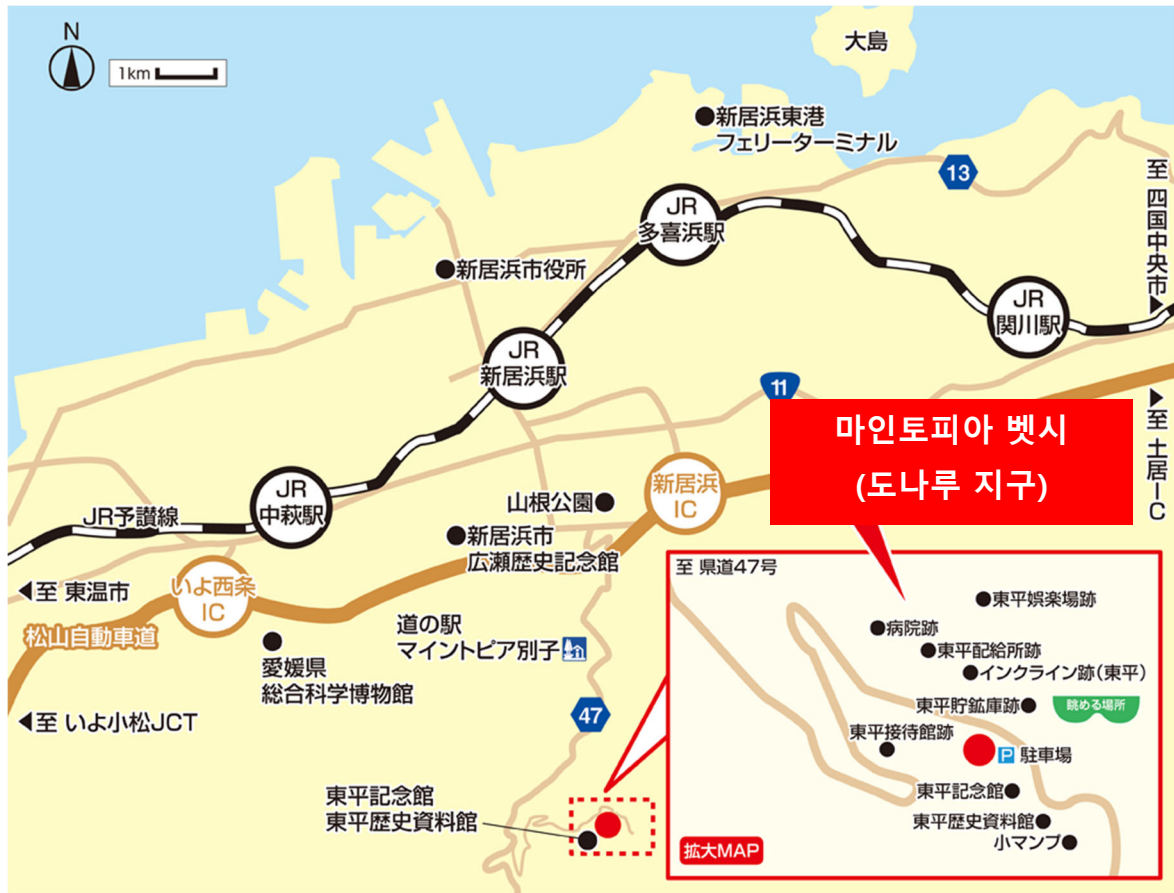 N
1km
大島
新居浜東港
フェリーターミナル
13
至 四国中央市
JR
多喜浜駅
新居浜市役所
JR
関川駅
JR
新居浜駅
11
至 土居IC
마인토피아 벳시
(도나루 지구)
新居浜
IC
山根公園
JR
中萩駅
JR予讃線
新居浜市
広瀬歴史記念館
至 東温市
いよ西条
IC
松山自動車道
道の駅
マイントピア別子
愛媛県
総合科学博物館
至 いよ小松JCT
47
東平記念館
東平歴史資料館
至 県道47号
東平娯楽場跡
病院跡
東平配給所跡
インクライン跡(東平)
東平貯鉱庫跡
眺める場所
東平接待館跡
P 駐車場
東平記念館
東平歴史資料館
小マンプ
拡大MAP